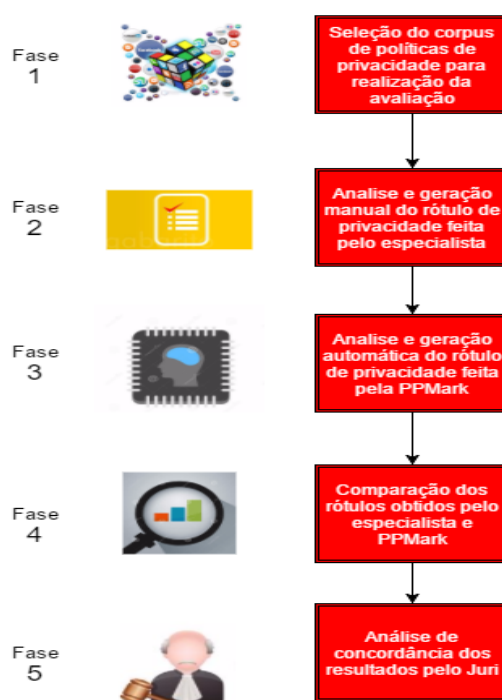 Fase
1
Seleção do corpus
de políticas de
privacidade para
realização da
avaliação
Fase
2
Analise e geração
manual do rótulo de
privacidade feita
pelo especialista
Fase
3
Analise e geração
automática do rótulo
de privacidade feita
pela PPMark
Fase
4
Comparação dos
rótulos obtidos pelo
especialista e
PPMark
Fase
5
Análise de
concordância dos
resultados pelo Juri